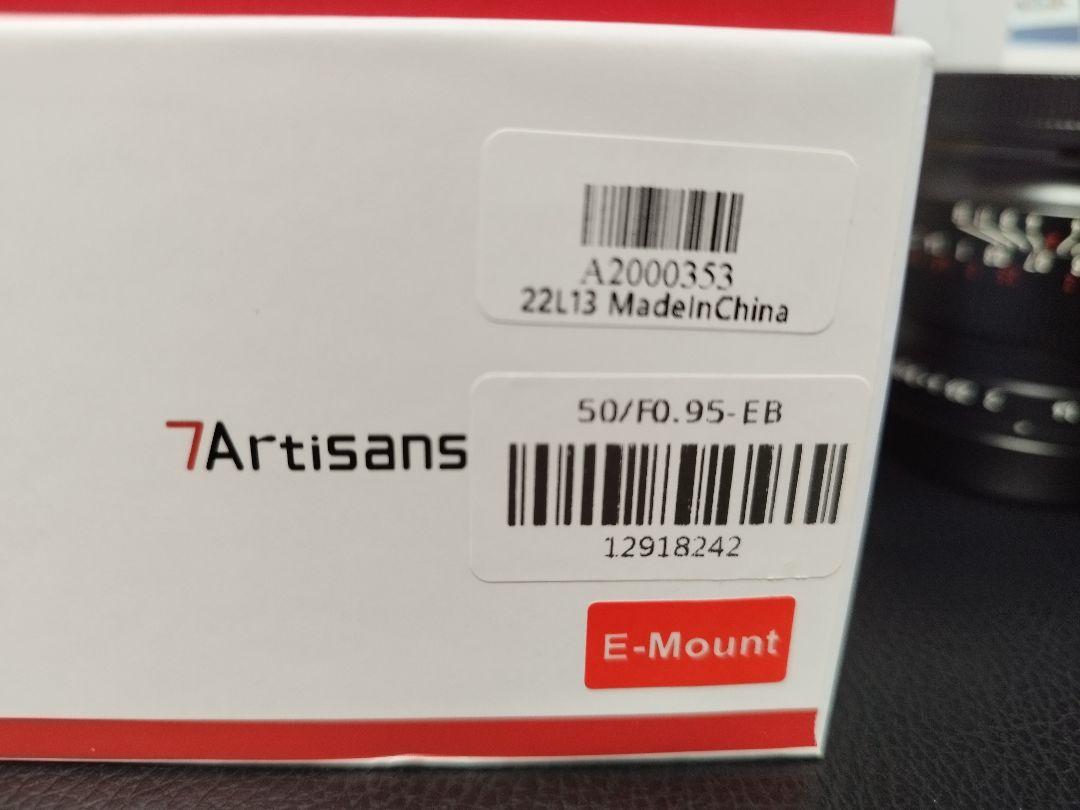 A2000353
22L13 MadeInChina
50/F0.95-EB
7Artisans
12918242
E-Mount